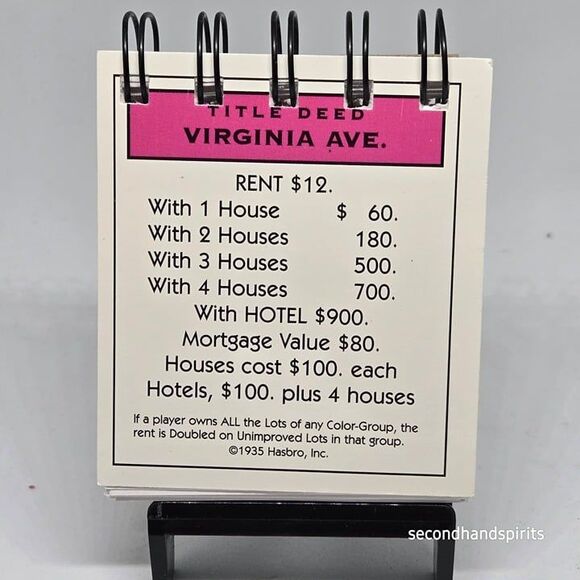 TITLE DEED
VIRGINIA AVE.
RENT $12.
With 1 House $ 60.
With 2 Houses 180.
With 3 Houses 500.
With 4 Houses 700.
With HOTEL $900.
Mortgage Value $80.
Houses cost $100. each
Hotels, $100. plus 4 houses
If a player owns ALL the Lots of any Color-Group, the
rent is Doubled on Unimproved Lots in that group.
©1935 Hasbro, Inc.
secondhandspirits